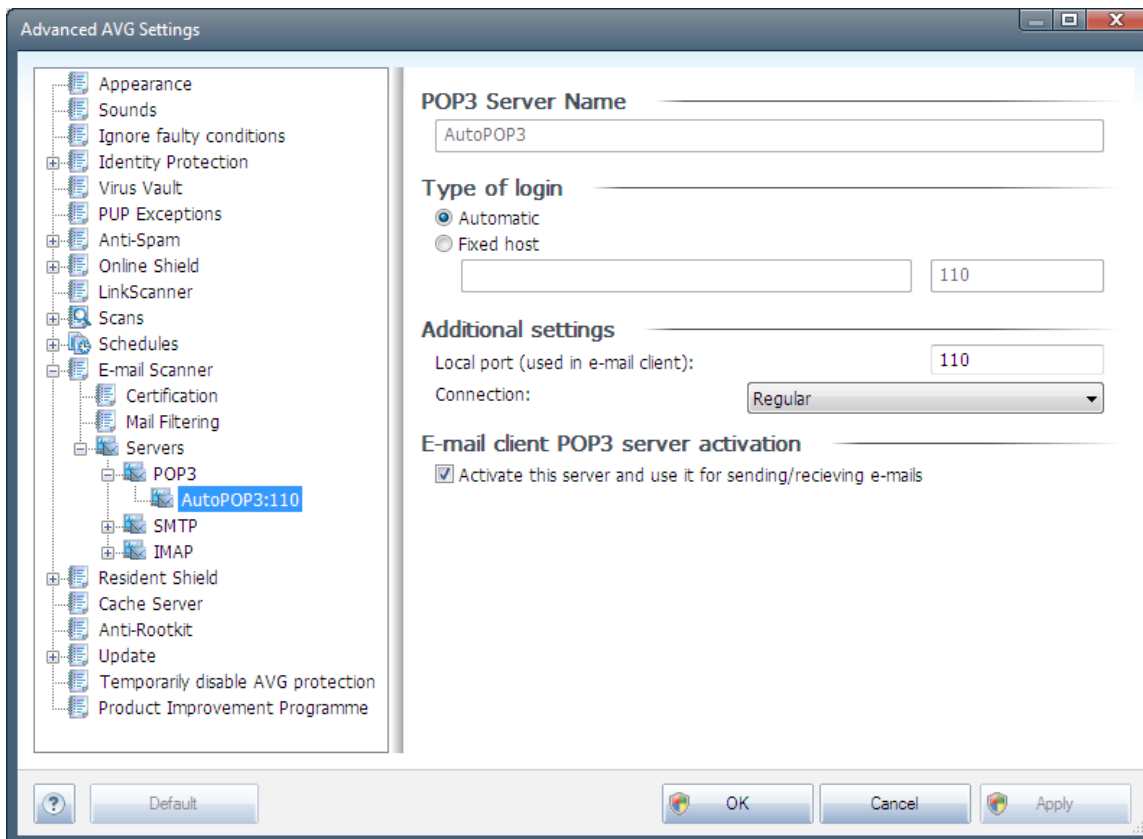 Advanced AVG Settings
Appearance
Sounds
Ignore faulty conditions
Identity Protection
Virus Vault
PUP Exceptions
Anti-Spam
Online Shield
LinkScanner
Scans
Schedules
E-mail Scanner
Certification
Mail Filtering
Servers
POP3
AutoPOP3:110
SMTP
IMAP
Resident Shield
Cache Server
Anti-Rootkit
Update
Temporarily disable AVG protection
Product Improvement Programme
POP3 Server Name
AutoPOP3
Type of login
Automatic
Fixed host
110
Additional settings
Local port (used in e-mail client): 110
Connection: Regular
E-mail client POP3 server activation
Activate this server and use it for sending/recieving e-mails
? Default OK Cancel Apply